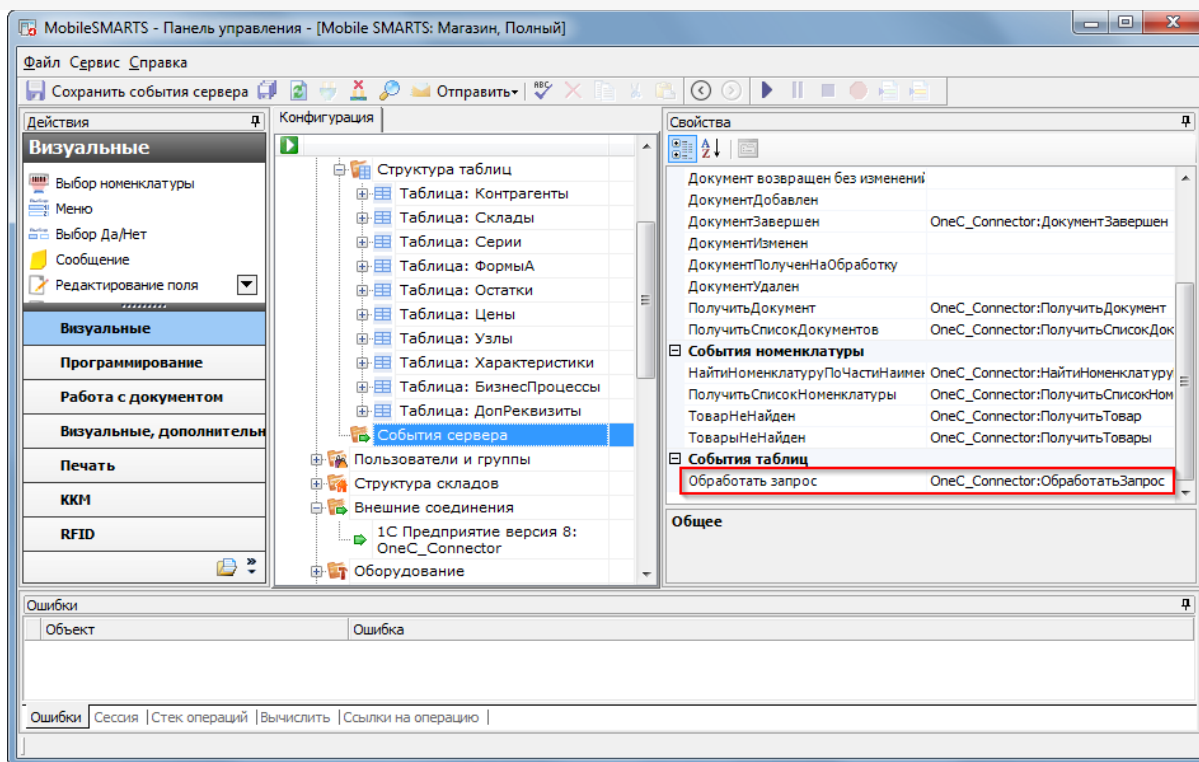 MobileSMARTS - Панель управления - [Mobile SMARTS: Магазин, Полный]
Файл Сервис Справка
Сохранить события сервера Отправить
Действия
Визуальные
Выбор номенклатуры
Меню
Выбор Да/Нет
Сообщение
Редактирование поля
Визуальные
Программирование
Работа с документом
Визуальные, дополнительн
Печать
ККМ
RFID
Конфигурация
Структура таблиц
Таблица: Контрагенты
Таблица: Склады
Таблица: Серии
Таблица: ФормыА
Таблица: Остатки
Таблица: Цены
Таблица: Узлы
Таблица: Характеристики
Таблица: БизнесПроцессы
Таблица: ДопРеквизиты
События сервера
Пользователи и группы
Структура складов
Внешние соединения
1С Предприятие версия 8:
OneC_Connector
Оборудование
Свойства
Документ возвращен без изменений
ДокументДобавлен
ДокументЗавершен OneC_Connector:ДокументЗавершен
ДокументИзменен
ДокументПолученНаОбработку
ДокументУдален
ПолучитьДокумент OneC_Connector:ПолучитьДокумент
ПолучитьСписокДокументов OneC_Connector:ПолучитьСписокДок
События номенклатуры
НайтиНоменклатуруПоЧастиНаимен OneC_Connector:НайтиНоменклатуру
ПолучитьСписокНоменклатуры OneC_Connector:ПолучитьСписокНом
ТоварНеНайден OneC_Connector:ПолучитьТовар
ТоварыНеНайден OneC_Connector:ПолучитьТовары
События таблиц
Обработать запрос OneC_Connector:ОбработатьЗапрос
Общее
Ошибки
Объект Ошибка
Ошибки Сессия Стек операций Вычислить Ссылки на операцию